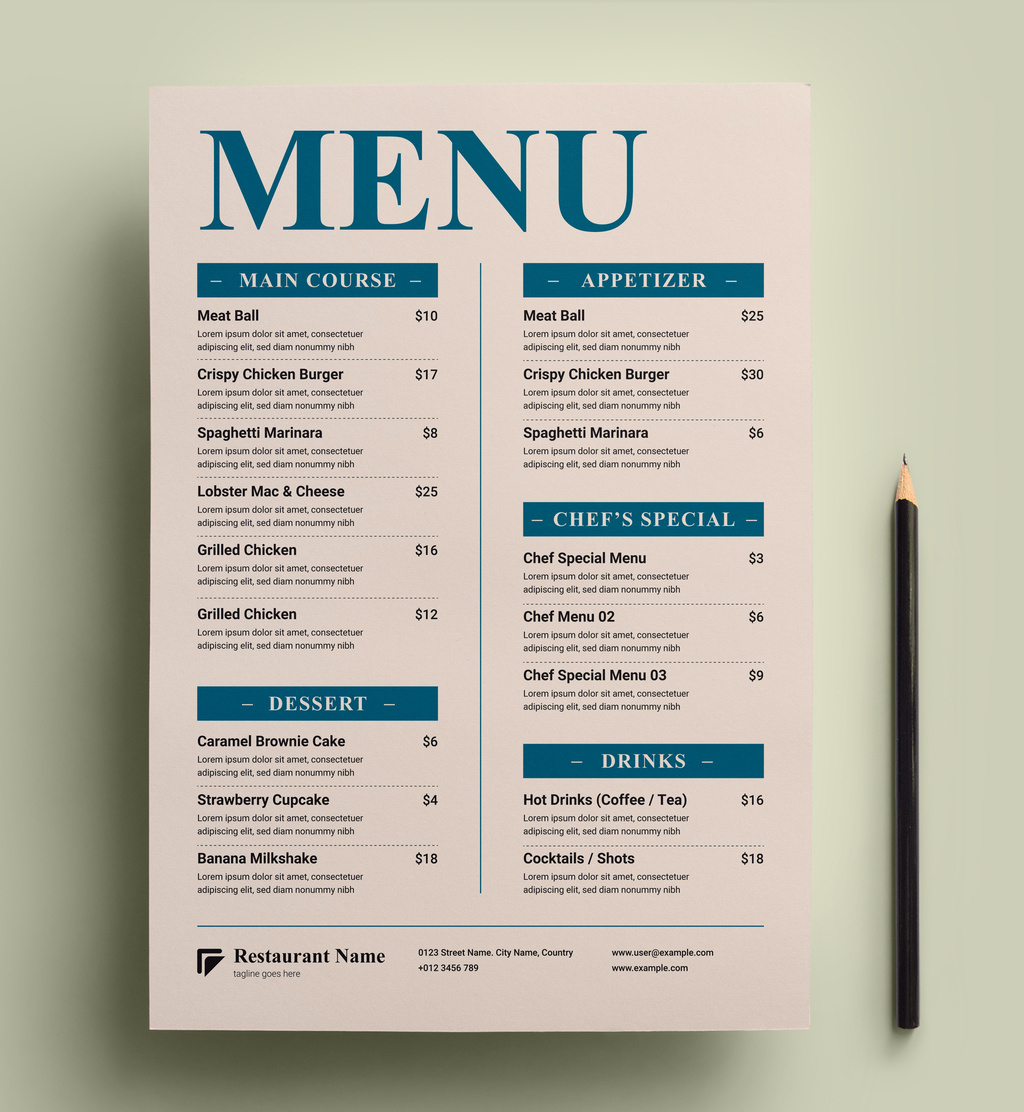 MENU
– MAIN COURSE –
Meat Ball $10
Lorem ipsum dolor sit amet, consectetuer
adipiscing elit, sed diam nonummy nibh
Crispy Chicken Burger $17
Lorem ipsum dolor sit amet, consectetuer
adipiscing elit, sed diam nonummy nibh
Spaghetti Marinara $8
Lorem ipsum dolor sit amet, consectetuer
adipiscing elit, sed diam nonummy nibh
Lobster Mac & Cheese $25
Lorem ipsum dolor sit amet, consectetuer
adipiscing elit, sed diam nonummy nibh
Grilled Chicken $16
Lorem ipsum dolor sit amet, consectetuer
adipiscing elit, sed diam nonummy nibh
Grilled Chicken $12
Lorem ipsum dolor sit amet, consectetuer
adipiscing elit, sed diam nonummy nibh
– DESSERT –
Caramel Brownie Cake $6
Lorem ipsum dolor sit amet, consectetuer
adipiscing elit, sed diam nonummy nibh
Strawberry Cupcake $4
Lorem ipsum dolor sit amet, consectetuer
adipiscing elit, sed diam nonummy nibh
Banana Milkshake $18
Lorem ipsum dolor sit amet, consectetuer
adipiscing elit, sed diam nonummy nibh
– APPETIZER –
Meat Ball $25
Lorem ipsum dolor sit amet, consectetuer
adipiscing elit, sed diam nonummy nibh
Crispy Chicken Burger $30
Lorem ipsum dolor sit amet, consectetuer
adipiscing elit, sed diam nonummy nibh
Spaghetti Marinara $6
Lorem ipsum dolor sit amet, consectetuer
adipiscing elit, sed diam nonummy nibh
– CHEF’S SPECIAL –
Chef Special Menu $3
Lorem ipsum dolor sit amet, consectetuer
adipiscing elit, sed diam nonummy nibh
Chef Menu 02 $6
Lorem ipsum dolor sit amet, consectetuer
adipiscing elit, sed diam nonummy nibh
Chef Special Menu 03 $9
Lorem ipsum dolor sit amet, consectetuer
adipiscing elit, sed diam nonummy nibh
– DRINKS –
Hot Drinks (Coffee / Tea) $16
Lorem ipsum dolor sit amet, consectetuer
adipiscing elit, sed diam nonummy nibh
Cocktails / Shots $18
Lorem ipsum dolor sit amet, consectetuer
adipiscing elit, sed diam nonummy nibh
Restaurant Name
tagline goes here
0123 Street Name. City Name, Country
+012 3456 789
www.user@example.com
www.example.com